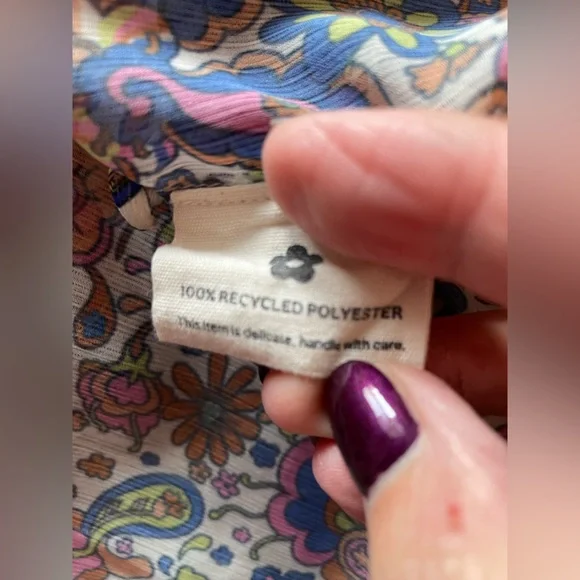 100% RECYCLED POLYESTER
This item is delicate, handle with care.